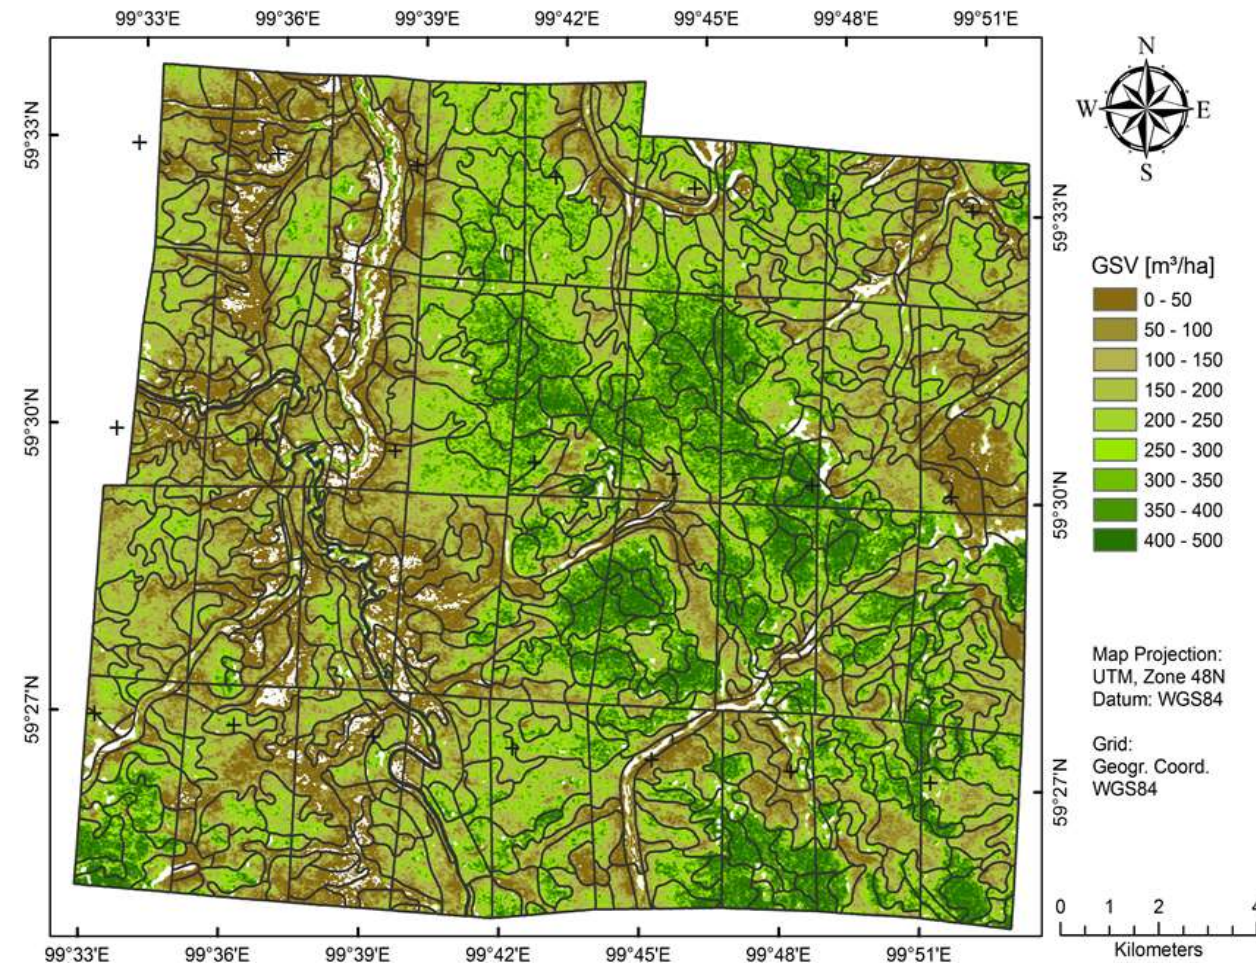 99°33'E 99°36'E 99°39'E 99°42'E 99°45'E 99°48'E 99°51'E
N
W E
S
59°33'N
59°33'N
GSV [m³/ha]
0 - 50
50 - 100
100 - 150
150 - 200
200 - 250
250 - 300
300 - 350
350 - 400
400 - 500
59°30'N
59°30'N
Map Projection:
UTM, Zone 48N
Datum: WGS84
Grid:
Geogr. Coord.
WGS84
59°27'N
59°27'N
0 1 2 4
Kilometers
99°33'E 99°36'E 99°39'E 99°42'E 99°45'E 99°48'E 99°51'E